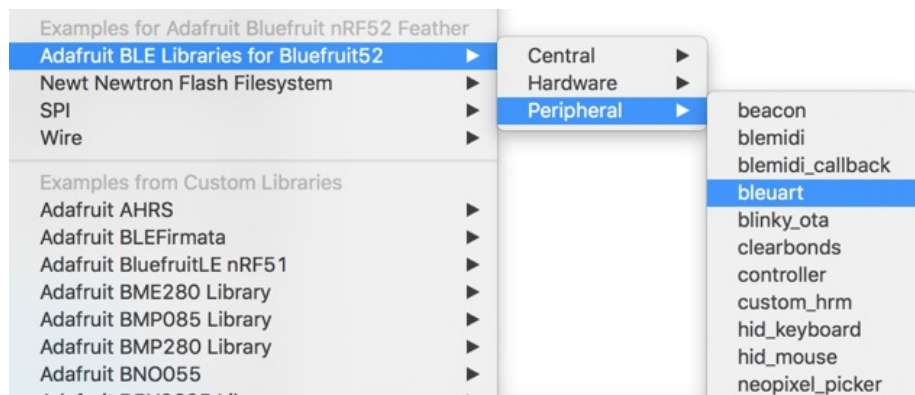 Examples for Adafruit Bluefruit nRF52 Feather
Adafruit BLE Libraries for Bluefruit52
Newt Newtron Flash Filesystem
SPI
Wire
Examples from Custom Libraries
Adafruit AHRS
Adafruit BLEFirmata
Adafruit BluefruitLE nRF51
Adafruit BME280 Library
Adafruit BMP085 Library
Adafruit BMP280 Library
Adafruit BNO055
Central
Hardware
Peripheral
beacon
blemidi
blemidi_callback
bleuart
blinky_ota
clearbonds
controller
custom_hrm
hid_keyboard
hid_mouse
neopixel_picker